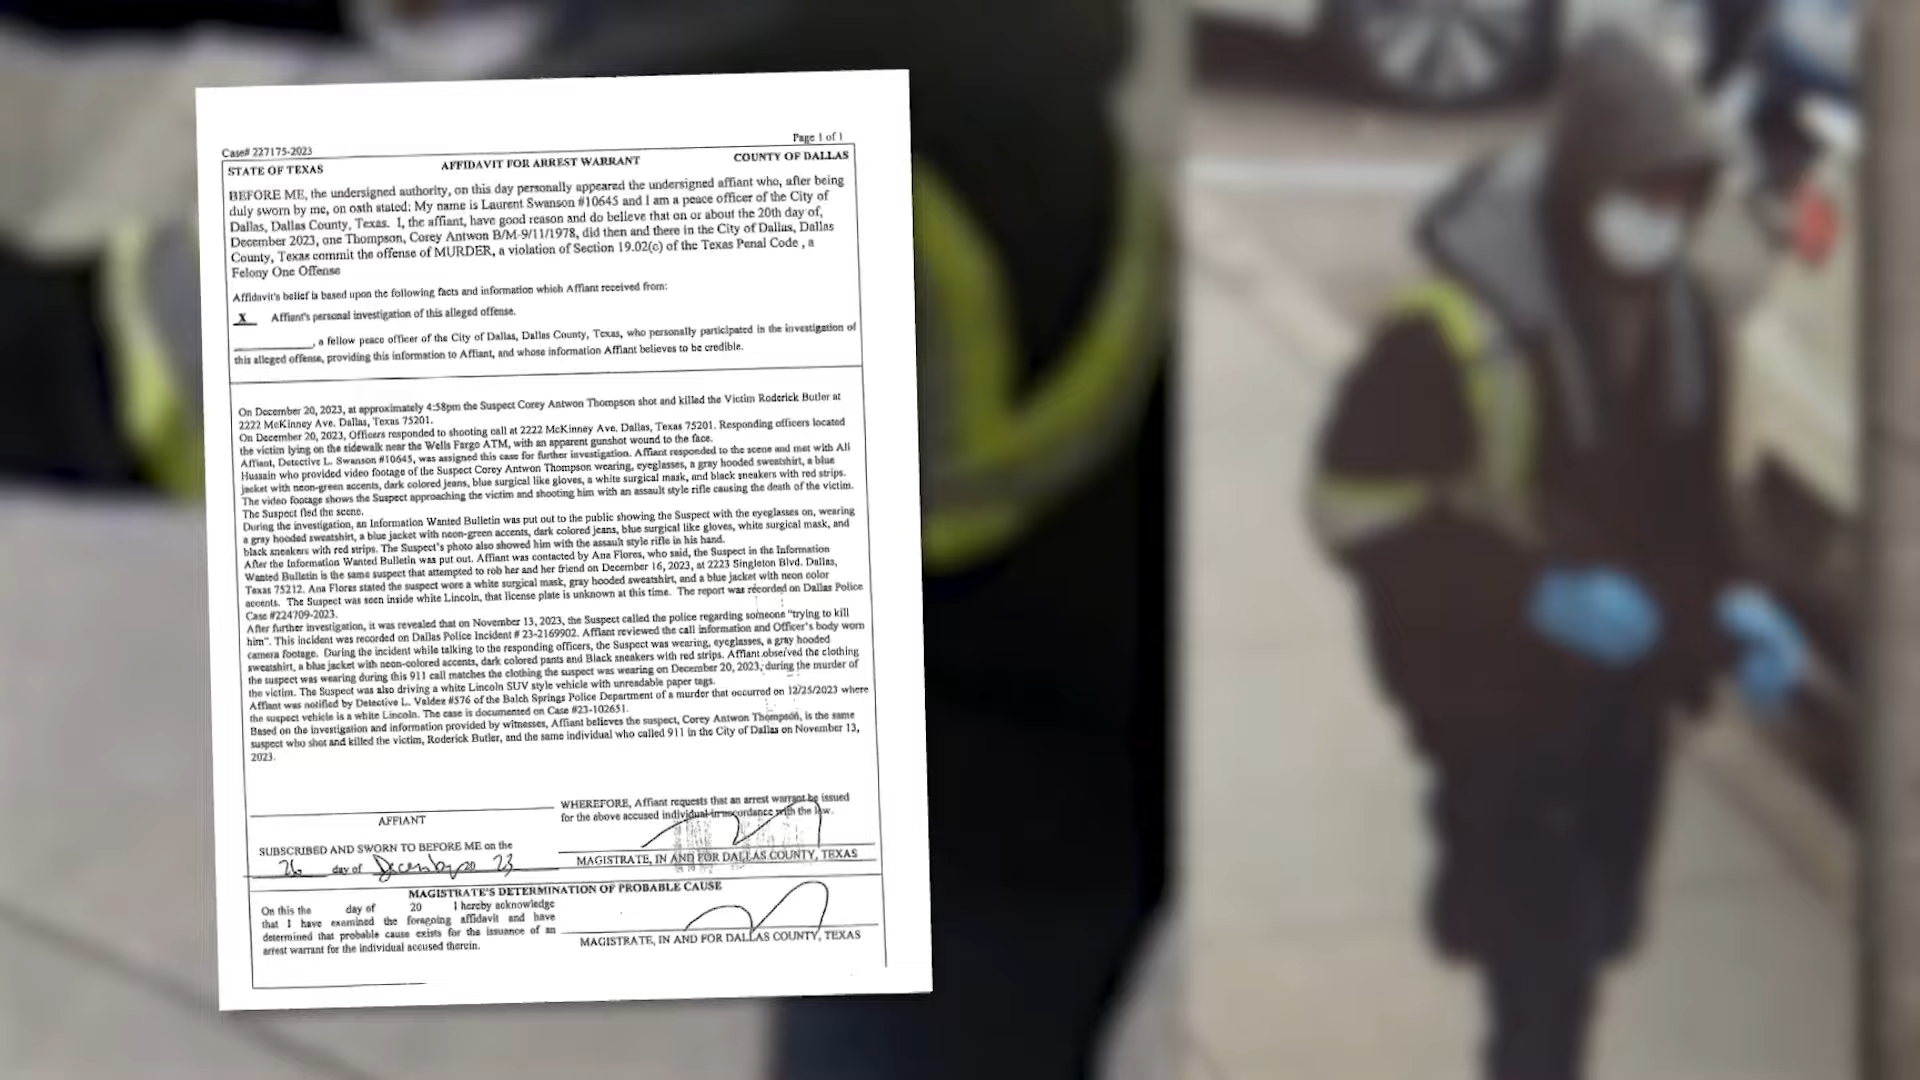 Case# 227175-2023
Page 1 of 1
STATE OF TEXAS
AFFIDAVIT FOR ARREST WARRANT
COUNTY OF DALLAS
BEFORE ME, the undersigned authority, on this day personally appeared the undersigned affiant who, after being
duly sworn by me, on oath stated: My name is Laurent Swanson #10645 and I am a peace officer of the City of
Dallas, Dallas County, Texas. I, the affiant, have good reason and do believe that on or about the 20th day of,
December 2023, one Thompson, Corey Antwon B/M-9/11/1978, did then and there in the City of Dallas, Dallas
County, Texas commit the offense of MURDER, a violation of Section 19.02(c) of the Texas Penal Code , a
Felony One Offense
Affidavit's belief is based upon the following facts and information which Affiant received from:
X Affiant's personal investigation of this alleged offense.
, a fellow peace officer of the City of Dallas, Dallas County, Texas, who personally participated in the investigation of
this alleged offense, providing this information to Affiant, and whose information Affiant believes to be credible.
On December 20, 2023, at approximately 4:58pm the Suspect Corey Antwon Thompson shot and killed the Victim Roderick Butler at
2222 McKinney Ave. Dallas, Texas 75201.
On December 20, 2023, Officers responded to shooting call at 2222 McKinney Ave. Dallas, Texas 75201. Responding officers located
the victim lying on the sidewalk near the Wells Fargo ATM, with an apparent gunshot wound to the face.
Affiant, Detective L. Swanson #10645, was assigned this case for further investigation. Affiant responded to the scene and met with Ali
Hussain who provided video footage of the Suspect Corey Antwon Thompson wearing, eyeglasses, a gray hooded sweatshirt, a blue
jacket with neon-green accents, dark colored jeans, blue surgical like gloves, a white surgical mask, and black sneakers with red strips.
The video footage shows the Suspect approaching the victim and shooting him with an assault style rifle causing the death of the victim.
The Suspect fled the scene.
During the investigation, an Information Wanted Bulletin was put out to the public showing the Suspect with the eyeglasses on, wearing
a gray hooded sweatshirt, a blue jacket with neon-green accents, dark colored jeans, blue surgical like gloves, white surgical mask, and
black sneakers with red strips. The Suspect's photo also showed him with the assault style rifle in his hand.
After the Information Wanted Bulletin was put out. Affiant was contacted by Ana Flores, who said, the Suspect in the Information
Wanted Bulletin is the same suspect that attempted to rob her and her friend on December 16, 2023, at 2223 Singleton Blvd. Dallas,
Texas 75212. Ana Flores stated the suspect wore a white surgical mask, gray hooded sweatshirt, and a blue jacket with neon color
accents. The Suspect was seen inside white Lincoln, that license plate is unknown at this time. The report was recorded on Dallas Police
Case #224709-2023.
After further investigation, it was revealed that on November 13, 2023, the Suspect called the police regarding someone "trying to kill
him". This incident was recorded on Dallas Police Incident # 23-2169902. Affiant reviewed the call information and Officer's body worn
camera footage. During the incident while talking to the responding officers, the Suspect was wearing, eyeglasses, a gray hooded
sweatshirt, a blue jacket with neon-colored accents, dark colored pants and Black sneakers with red strips. Affiant observed the clothing
the suspect was wearing during this 911 call matches the clothing the suspect was wearing on December 20, 2023, during the murder of
the victim. The Suspect was also driving a white Lincoln SUV style vehicle with unreadable paper tags.
Affiant was notified by Detective L. Valdez #576 of the Balch Springs Police Department of a murder that occurred on 12/25/2023 where
the suspect vehicle is a white Lincoln. The case is documented on Case #23-102651.
Based on the investigation and information provided by witnesses, Affiant believes the suspect, Corey Antwon Thompson, is the same
suspect who shot and killed the victim, Roderick Butler, and the same individual who called 911 in the City of Dallas on November 13,
2023.
AFFIANT
WHEREFORE, Affiant requests that an arrest warrant be issued
for the above accused individual in accordance with the law.
SUBSCRIBED AND SWORN TO BEFORE ME on the
26 day of December 20 23
MAGISTRATE, IN AND FOR DALLAS COUNTY, TEXAS
MAGISTRATE'S DETERMINATION OF PROBABLE CAUSE
On this the day of 20 I hereby acknowledge
that I have examined the foregoing affidavit and have
determined that probable cause exists for the issuance of an
arrest warrant for the individual accused therein.
MAGISTRATE, IN AND FOR DALLAS COUNTY, TEXAS